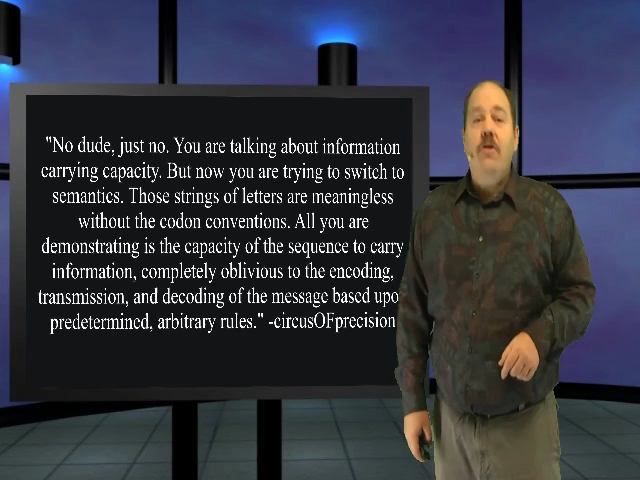 "No dude, just no. You are talking about information
carrying capacity. But now you are trying to switch to
semantics. Those strings of letters are meaningless
without the codon conventions. All you are
demonstrating is the capacity of the sequence to carry
information, completely oblivious to the encoding,
transmission, and decoding of the message based upo
predetermined, arbitrary rules." -circusOFprecision